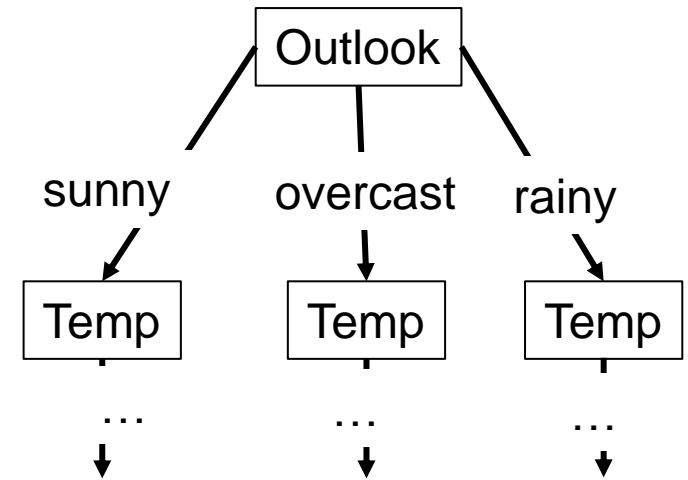 Outlook
sunny overcast rainy
Temp Temp Temp
… … …